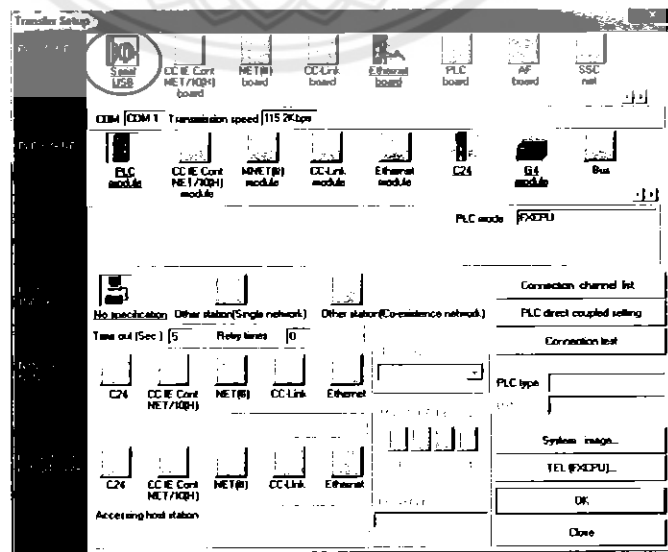 Transfer Setup
Serial USB
CC IE Cont NET/10(H) board
NET(II) board
CC-Link board
Ethernet board
PLC board
AF board
SSC net
COM COM 1 Transmission speed 115.2Kbps
PLC module
CC IE Cont NET/10(H) module
MNET(II) module
CC-Link module
Ethernet module
C24
G4 module
Bus
PLC mode FXCPU
No specification
Other station(Single network)
Other station(Co-existence network)
Time out (Sec.) 5 Retry times 0
Connection channel list
PLC direct coupled setting
Connection test
C24
CC IE Cont NET/10(H)
NET(II)
CC-Link
Ethernet
PLC type
System image...
TEL (FXCPU)...
C24
CC IE Cont NET/10(H)
NET(II)
CC-Link
Ethernet
Accessing host station
OK
Close